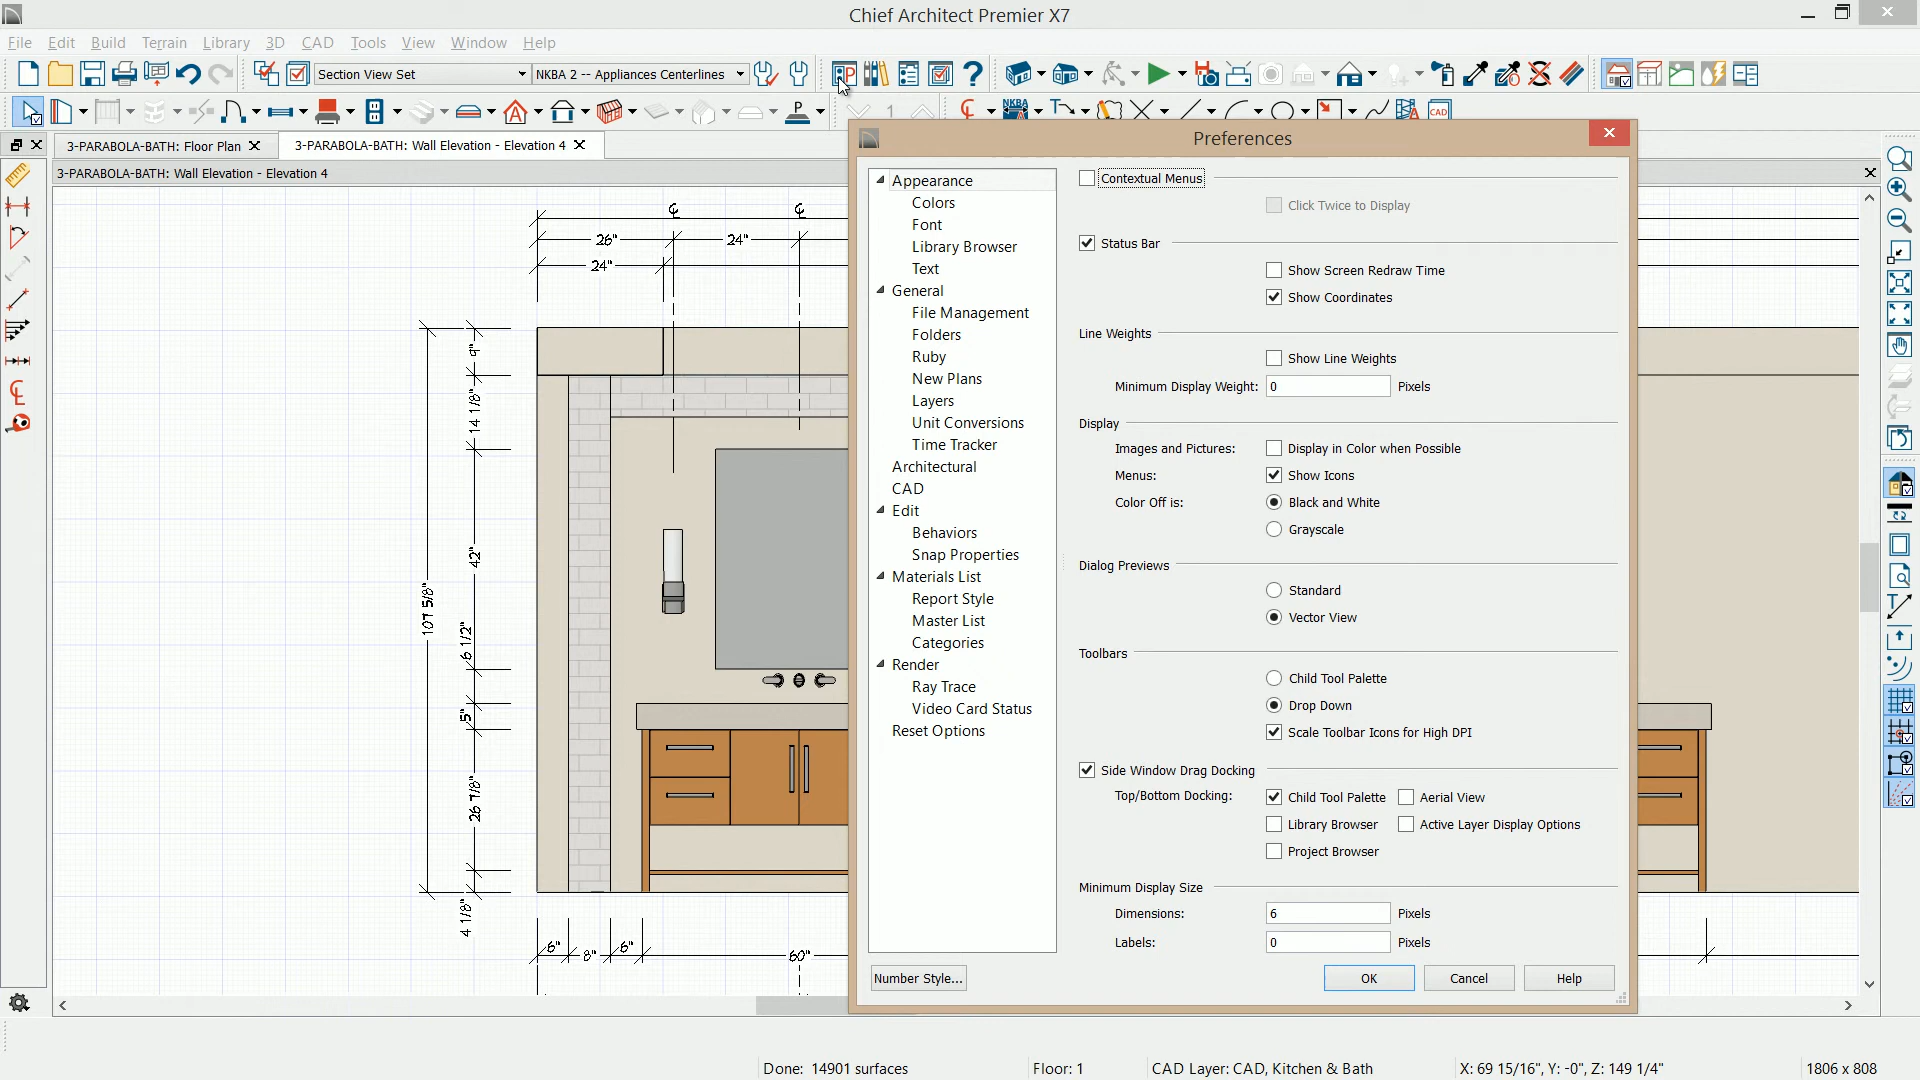 Chief Architect Premier X7
File Edit Build Terrain Library 3D CAD Tools View Window Help
Section View Set NKBA 2 -- Appliances Centerlines
1 NKBA P CAD
3-PARABOLA-BATH: Floor Plan 3-PARABOLA-BATH: Wall Elevation - Elevation 4
3-PARABOLA-BATH: Wall Elevation - Elevation 4
26" 24"
24"
9"
14 1/8"
42"
107 5/8"
6 1/2"
5"
26 7/8"
4 1/8"
6" 8" 6" 60"
Preferences
Appearance
Colors
Font
Library Browser
Text
General
File Management
Folders
Ruby
New Plans
Layers
Unit Conversions
Time Tracker
Architectural
CAD
Edit
Behaviors
Snap Properties
Materials List
Report Style
Master List
Categories
Render
Ray Trace
Video Card Status
Reset Options
Contextual Menus
Click Twice to Display
Status Bar
Show Screen Redraw Time
Show Coordinates
Line Weights
Show Line Weights
Minimum Display Weight: 0 Pixels
Display
Images and Pictures: Display in Color when Possible
Menus: Show Icons
Color Off is: Black and White
Grayscale
Dialog Previews
Standard
Vector View
Toolbars
Child Tool Palette
Drop Down
Scale Toolbar Icons for High DPI
Side Window Drag Docking
Top/Bottom Docking: Child Tool Palette Aerial View
Library Browser Active Layer Display Options
Project Browser
Minimum Display Size
Dimensions: 6 Pixels
Labels: 0 Pixels
Number Style... OK Cancel Help
Done: 14901 surfaces Floor: 1 CAD Layer: CAD, Kitchen & Bath X: 69 15/16", Y: -0", Z: 149 1/4" 1806 x 808